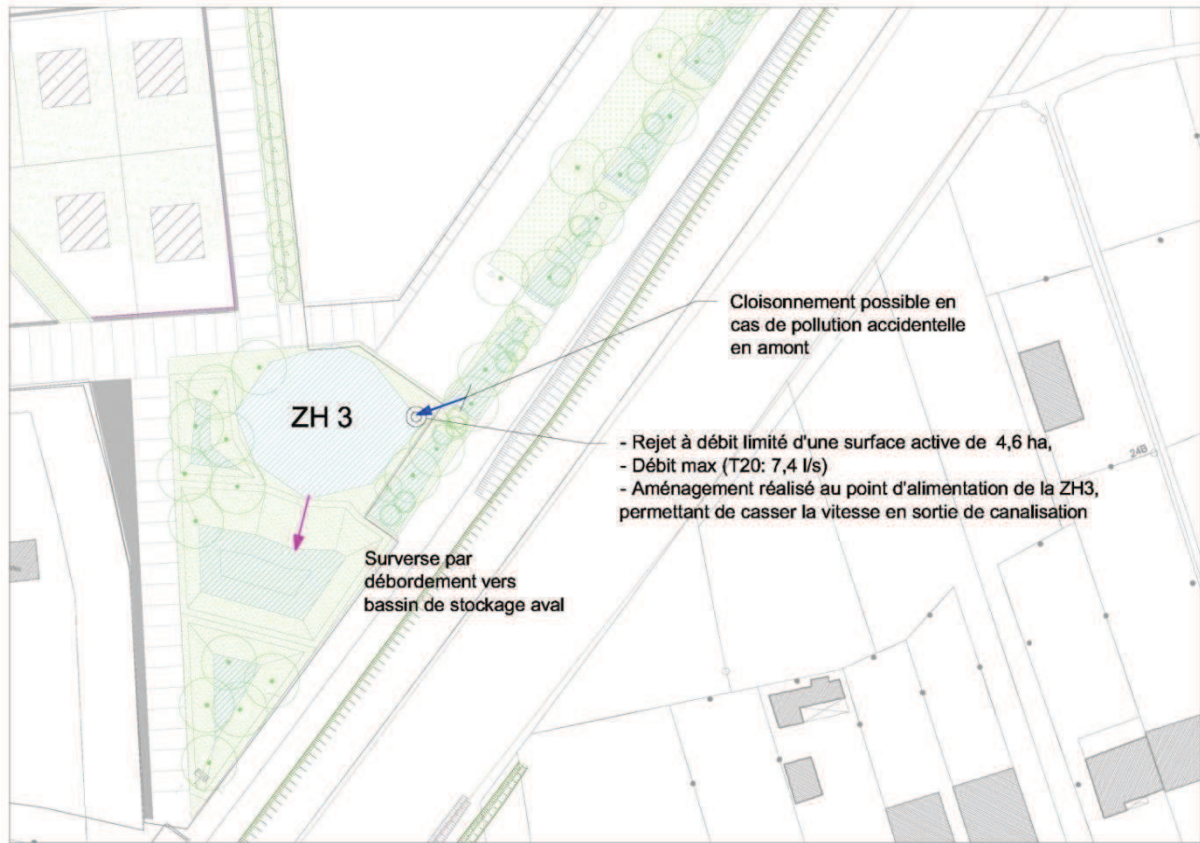 Cloisonnement possible en
cas de pollution accidentelle
en amont
ZH 3
- Rejet à débit limité d'une surface active de 4,6 ha,
- Débit max (T20: 7,4 l/s)
- Aménagement réalisé au point d'alimentation de la ZH3,
permettant de casser la vitesse en sortie de canalisation
24B
Surverse par
débordement vers
bassin de stockage aval